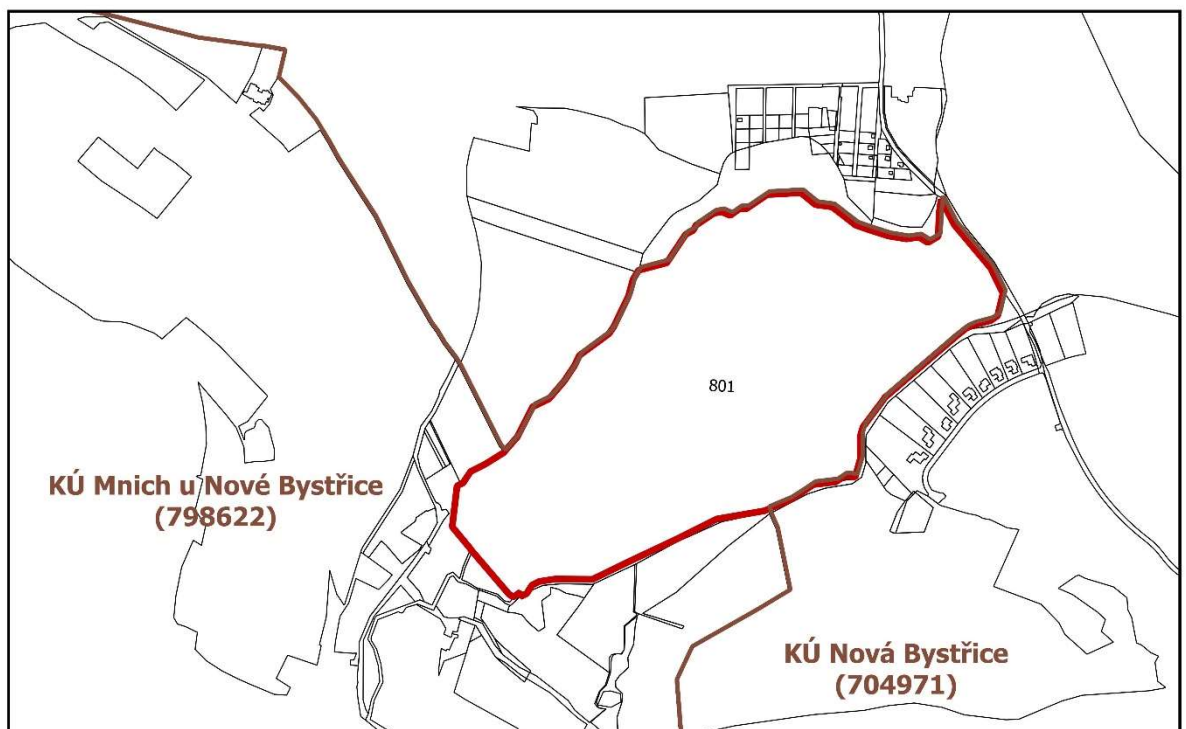 801
KÚ Mnich u Nové Bystřice
(798622)
KÚ Nová Bystřice
(704971)